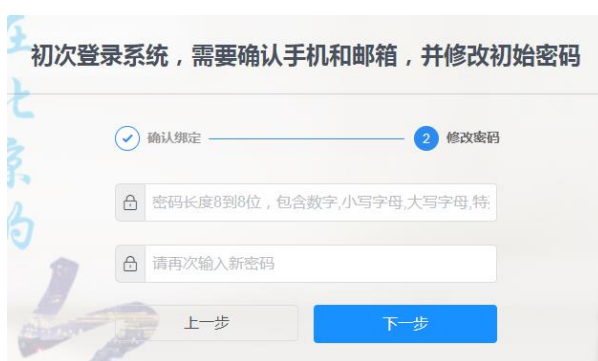 初次登录系统，需要确认手机和邮箱，并修改初始密码
确认绑定
2 修改密码
密码长度8到8位，包含数字,小写字母,大写字母,特
请再次输入新密码
上一步
下一步